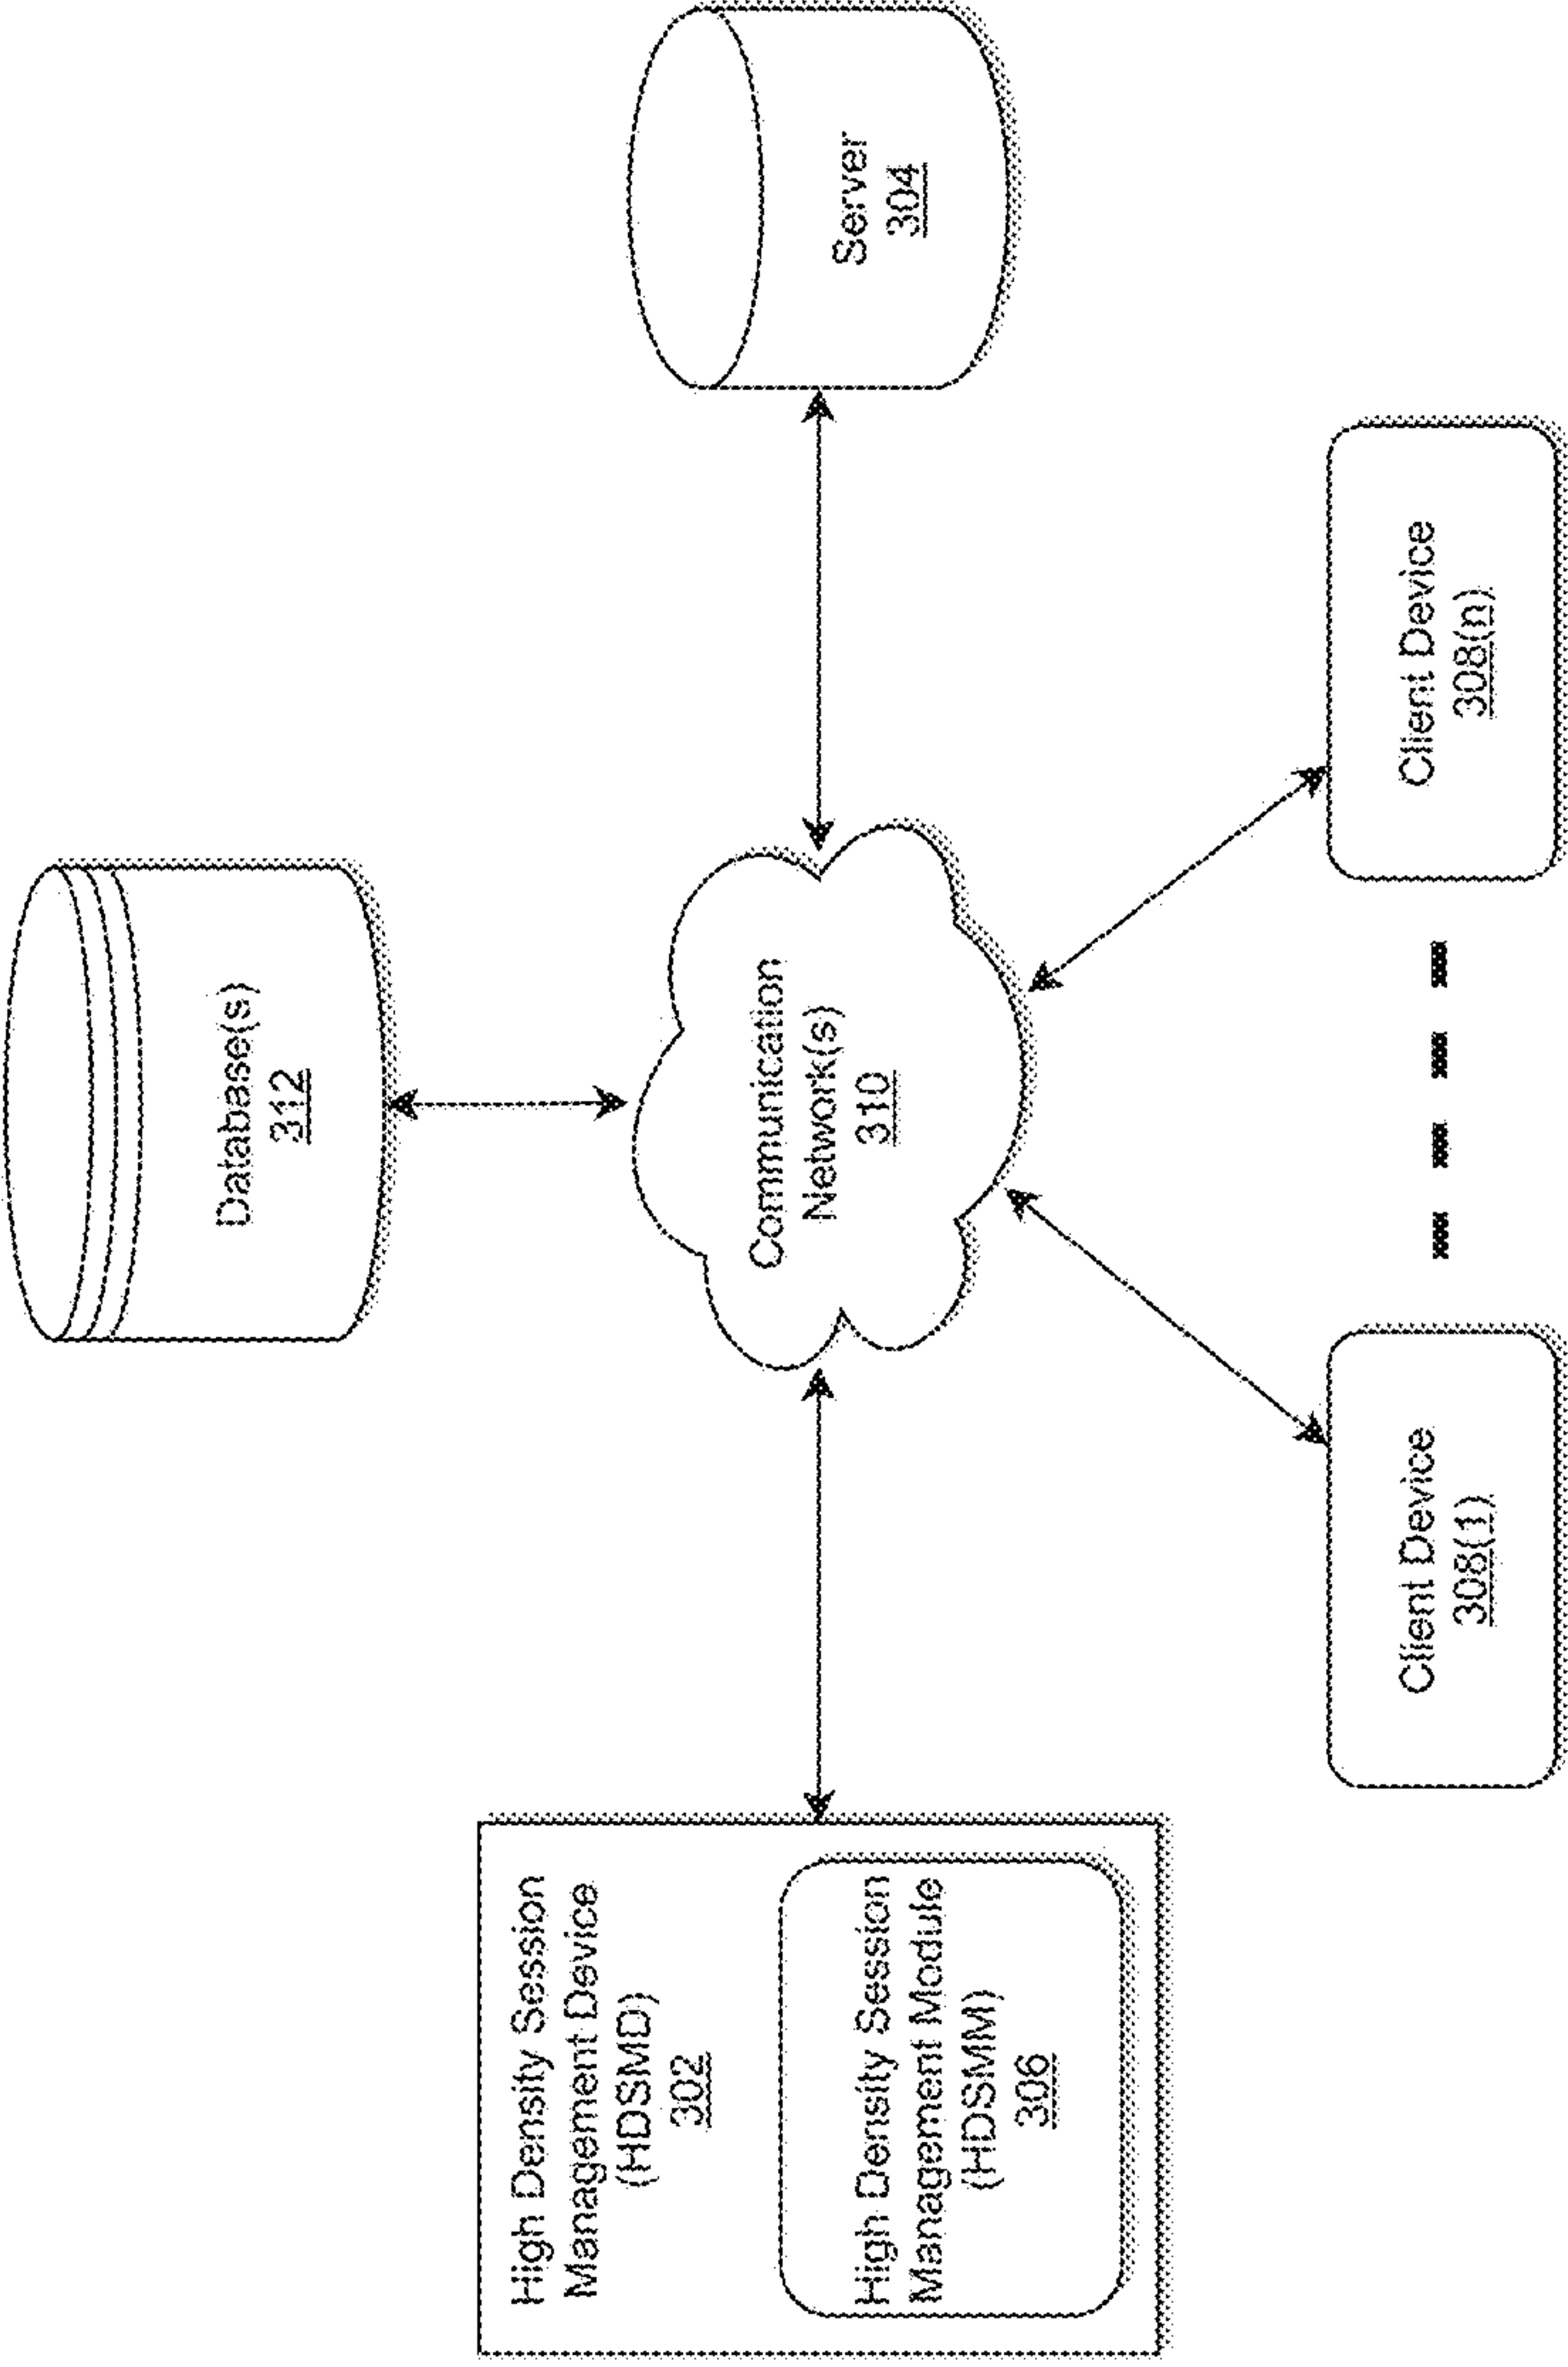 Database(s)
312
High Density Session
Management Device
(HDSMD)
302
High Density Session
Management Module
(HDSMM)
306
Communication
Network(s)
310
Server
304
Client Device
308(1)
Client Device
308(n)